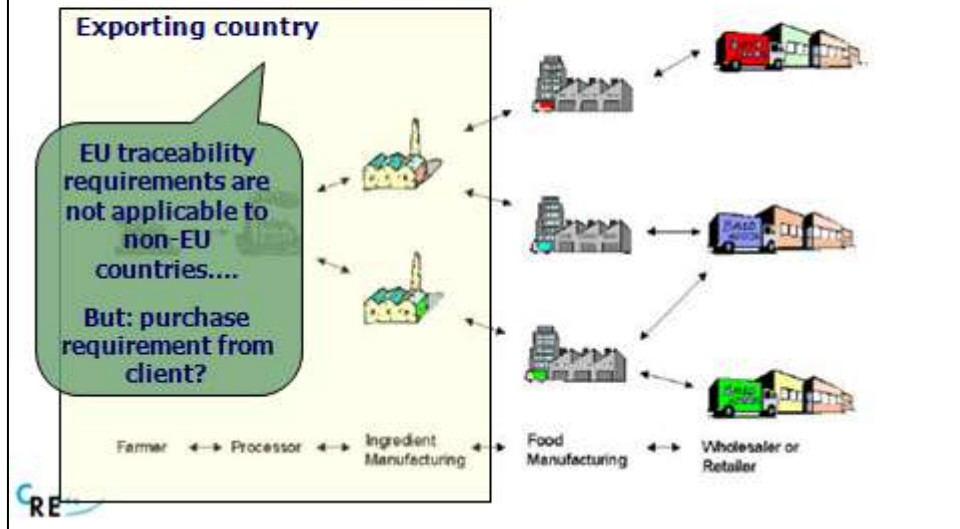 Exporting country
EU traceability
requirements are
not applicable to
non-EU
countries....
But: purchase
requirement from
client?
Farmer
Processor
Ingredient
Manufacturing
Food
Manufacturing
Wholesaler or
Retailer
CRE